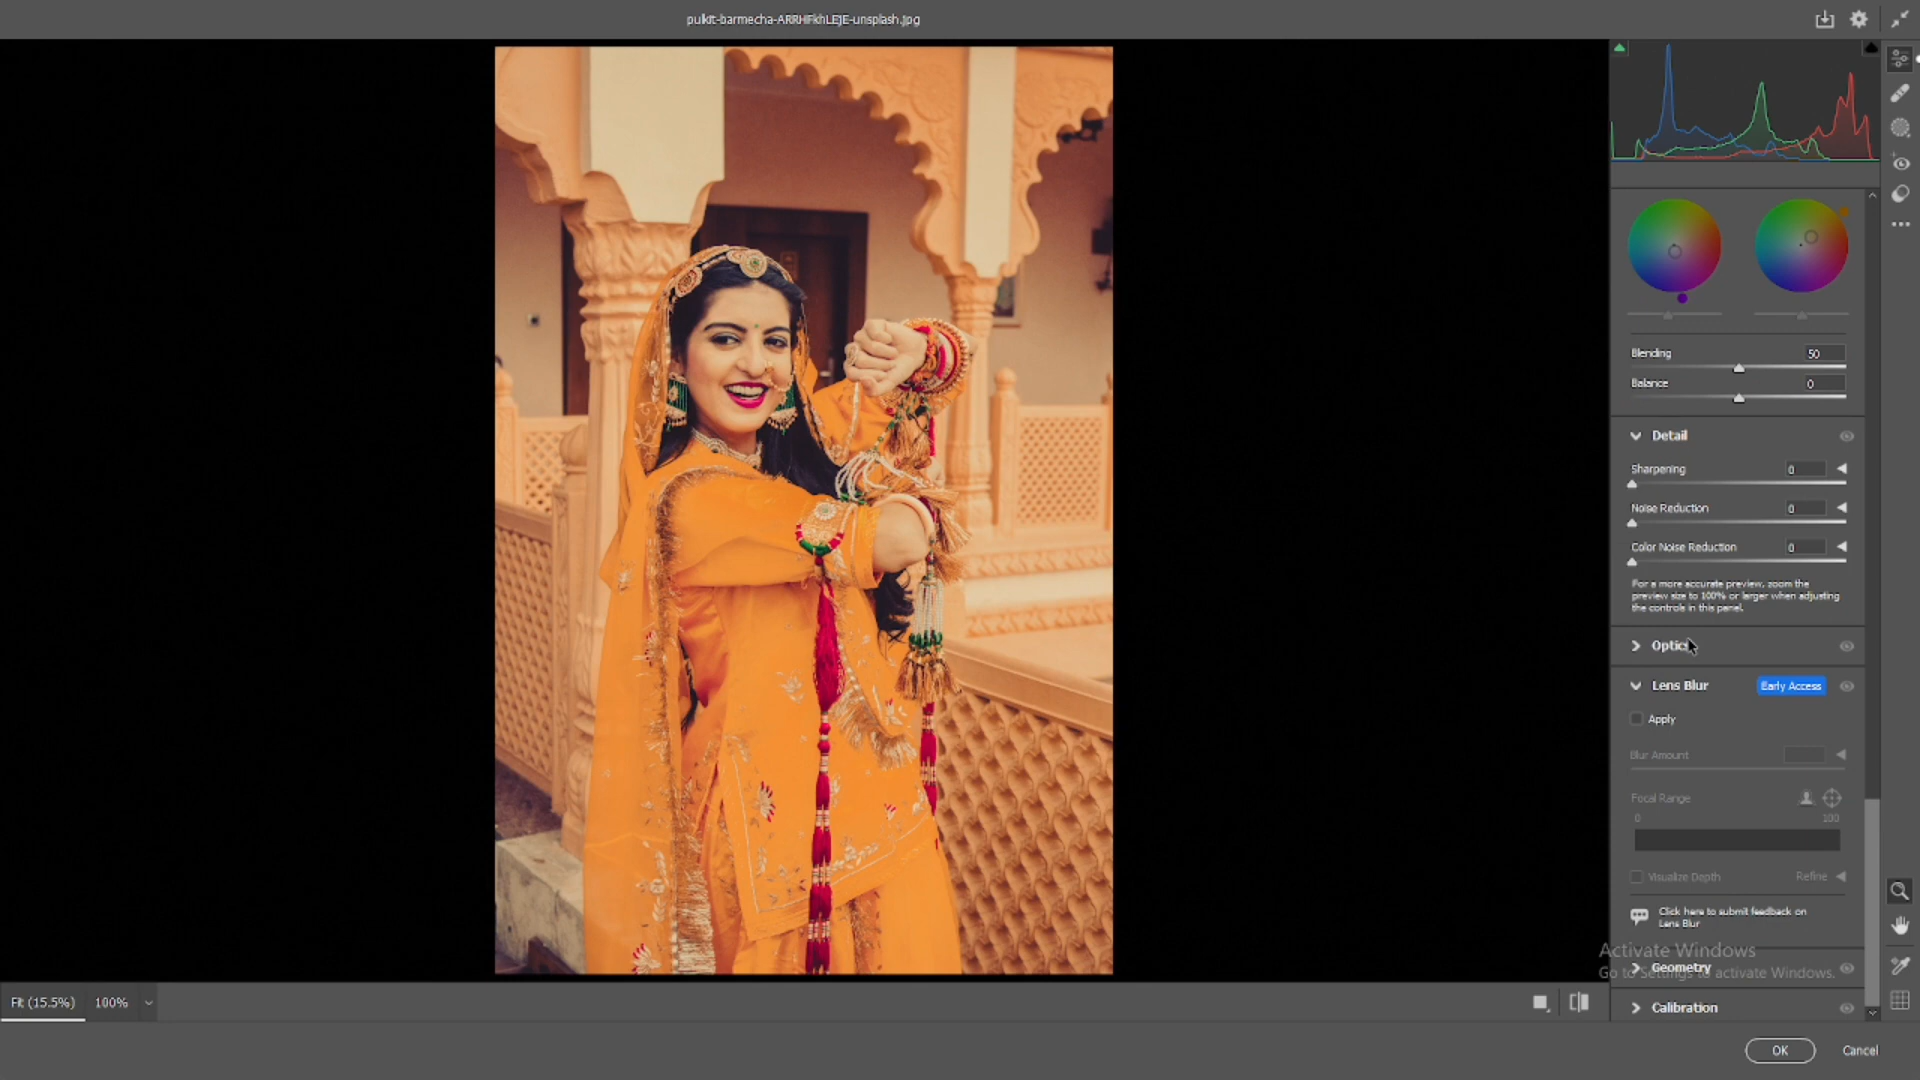 pulkit-barmecha-ARRHFkhLEJE-unsplash.jpg
Blending 50
Balance 0
Detail
Sharpening 0
Noise Reduction 0
Color Noise Reduction 0
For a more accurate preview, zoom the
preview size to 100% or larger when adjusting
the controls in this panel.
Optics
Lens Blur Early Access
Apply
Blur Amount
Focal Range
0 100
Visualize Depth Refine
Click here to submit feedback on
Lens Blur
Activate Windows
Geometry
Go to Settings to activate Windows.
Calibration
Fit (15.5%) 100%
OK Cancel